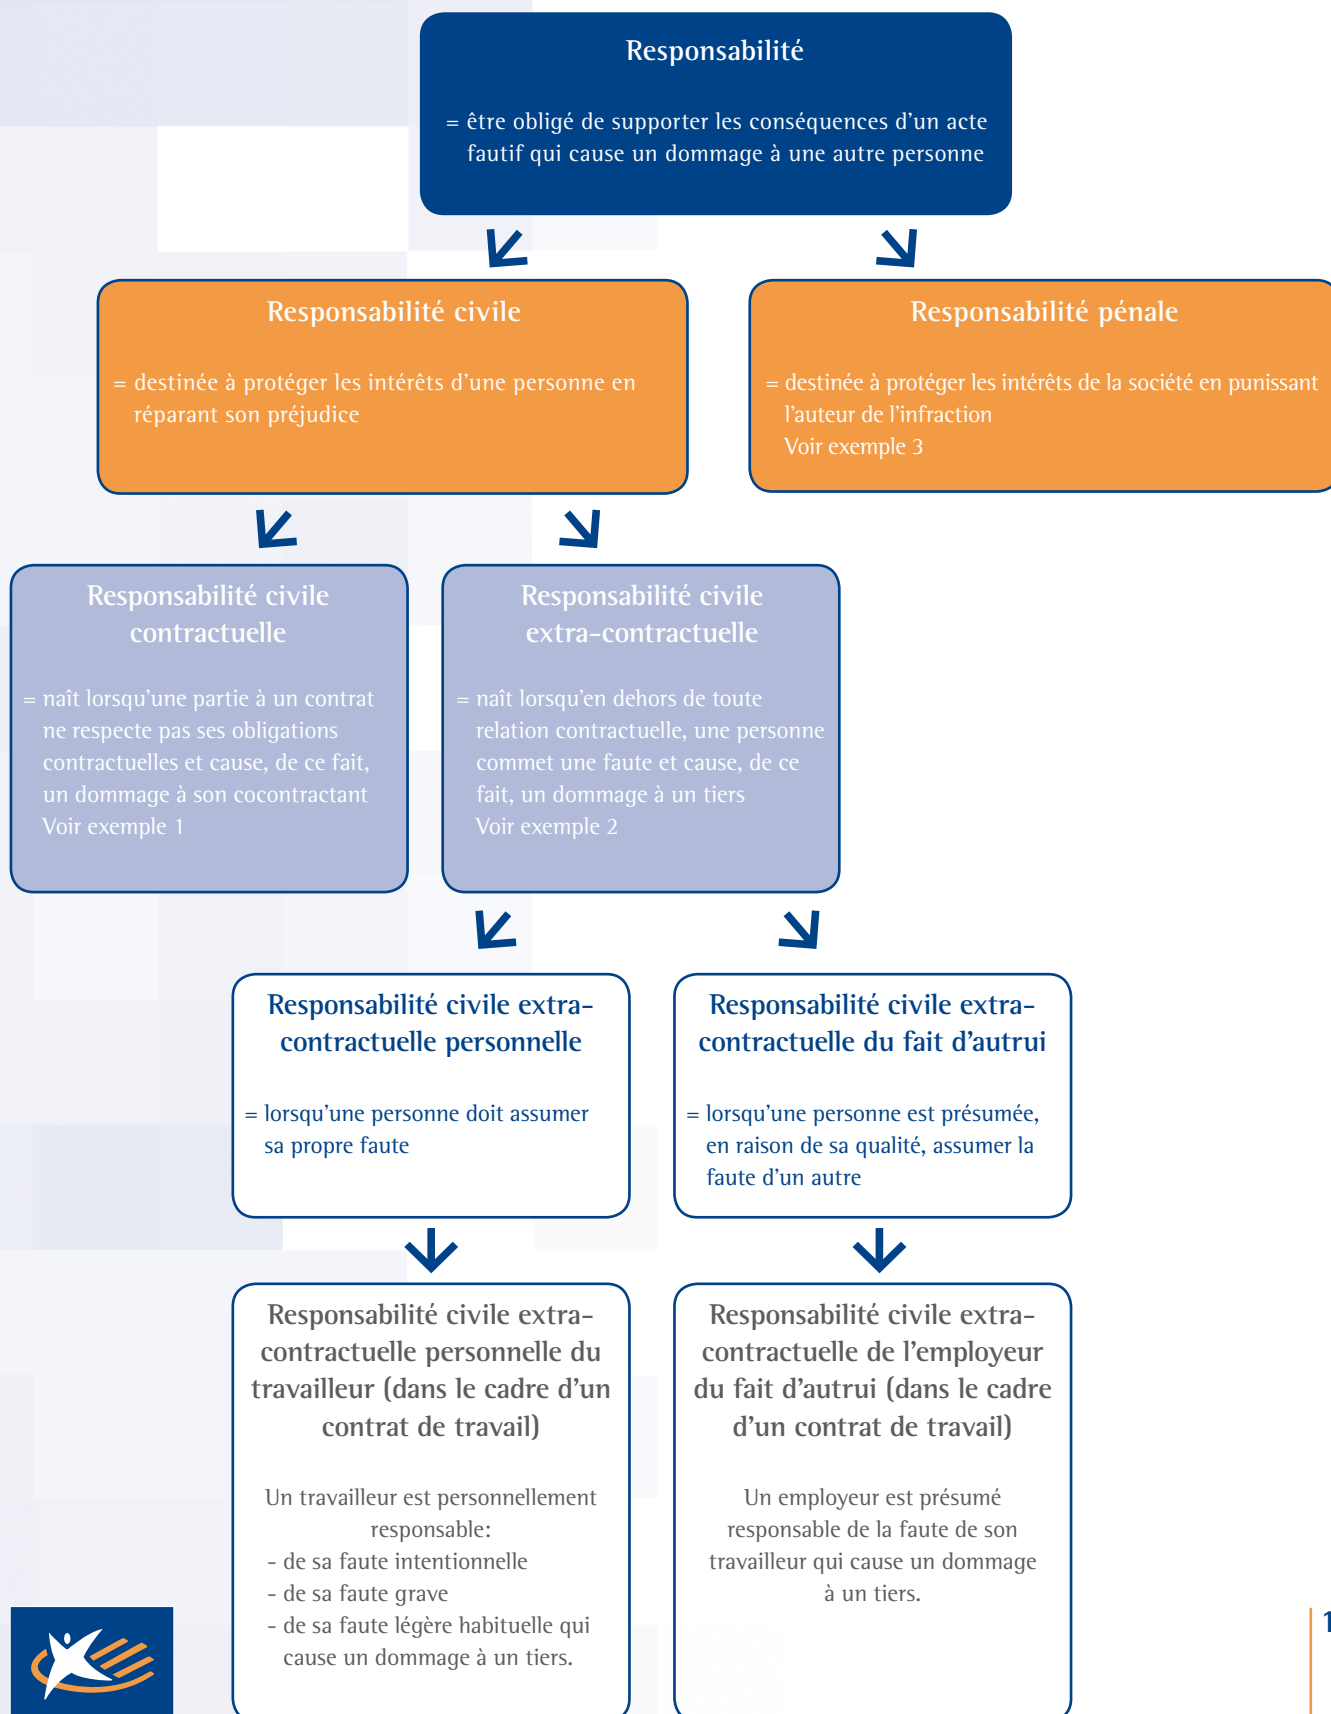 Responsabilité
= être obligé de supporter les conséquences d'un acte
fautif qui cause un dommage à une autre personne
Responsabilité civile
= destinée à protéger les intérêts d'une personne en
réparant son préjudice
Responsabilité pénale
= destinée à protéger les intérêts de la société en punissant
l'auteur de l'infraction
Voir exemple 3
Responsabilité civile
contractuelle
= naît lorsqu'une partie à un contrat
ne respecte pas ses obligations
contractuelles et cause, de ce fait,
un dommage à son cocontractant
Voir exemple 1
Responsabilité civile
extra-contractuelle
= naît lorsqu'en dehors de toute
relation contractuelle, une personne
commet une faute et cause, de ce
fait, un dommage à un tiers
Voir exemple 2
Responsabilité civile extra-
contractuelle personnelle
= lorsqu'une personne doit assumer
sa propre faute
Responsabilité civile extra-
contractuelle du fait d'autrui
= lorsqu'une personne est présumée,
en raison de sa qualité, assumer la
faute d'un autre
Responsabilité civile extra-
contractuelle personnelle du
travailleur (dans le cadre d'un
contrat de travail)
Un travailleur est personnellement
responsable:
- de sa faute intentionnelle
- de sa faute grave
- de sa faute légère habituelle qui
cause un dommage à un tiers.
Responsabilité civile extra-
contractuelle de l'employeur
du fait d'autrui (dans le cadre
d'un contrat de travail)
Un employeur est présumé
responsable de la faute de son
travailleur qui cause un dommage
à un tiers.